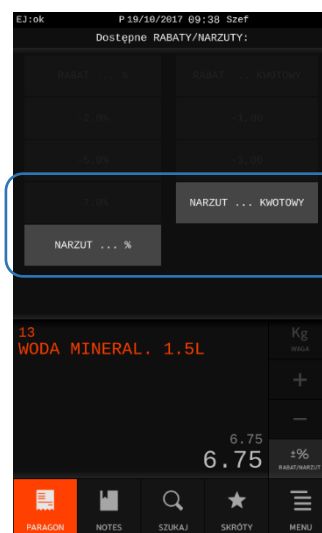 EJ:ok P 19/10/2017 09:38 Szef
Dostępne RABATY/NARZUTY:
RABAT ... % RABAT ... KWOTOWY
-2.0% -1.00
-5.0%
-7.0% NARZUT ... KWOTOWY
NARZUT ... %
13
WODA MINERAL. 1.5L
Kg
WAGA
+
-
6.75
6.75
±%
RABAT/NARZUT
PARAGON NOTES SZUKAJ SKRÓTY MENU